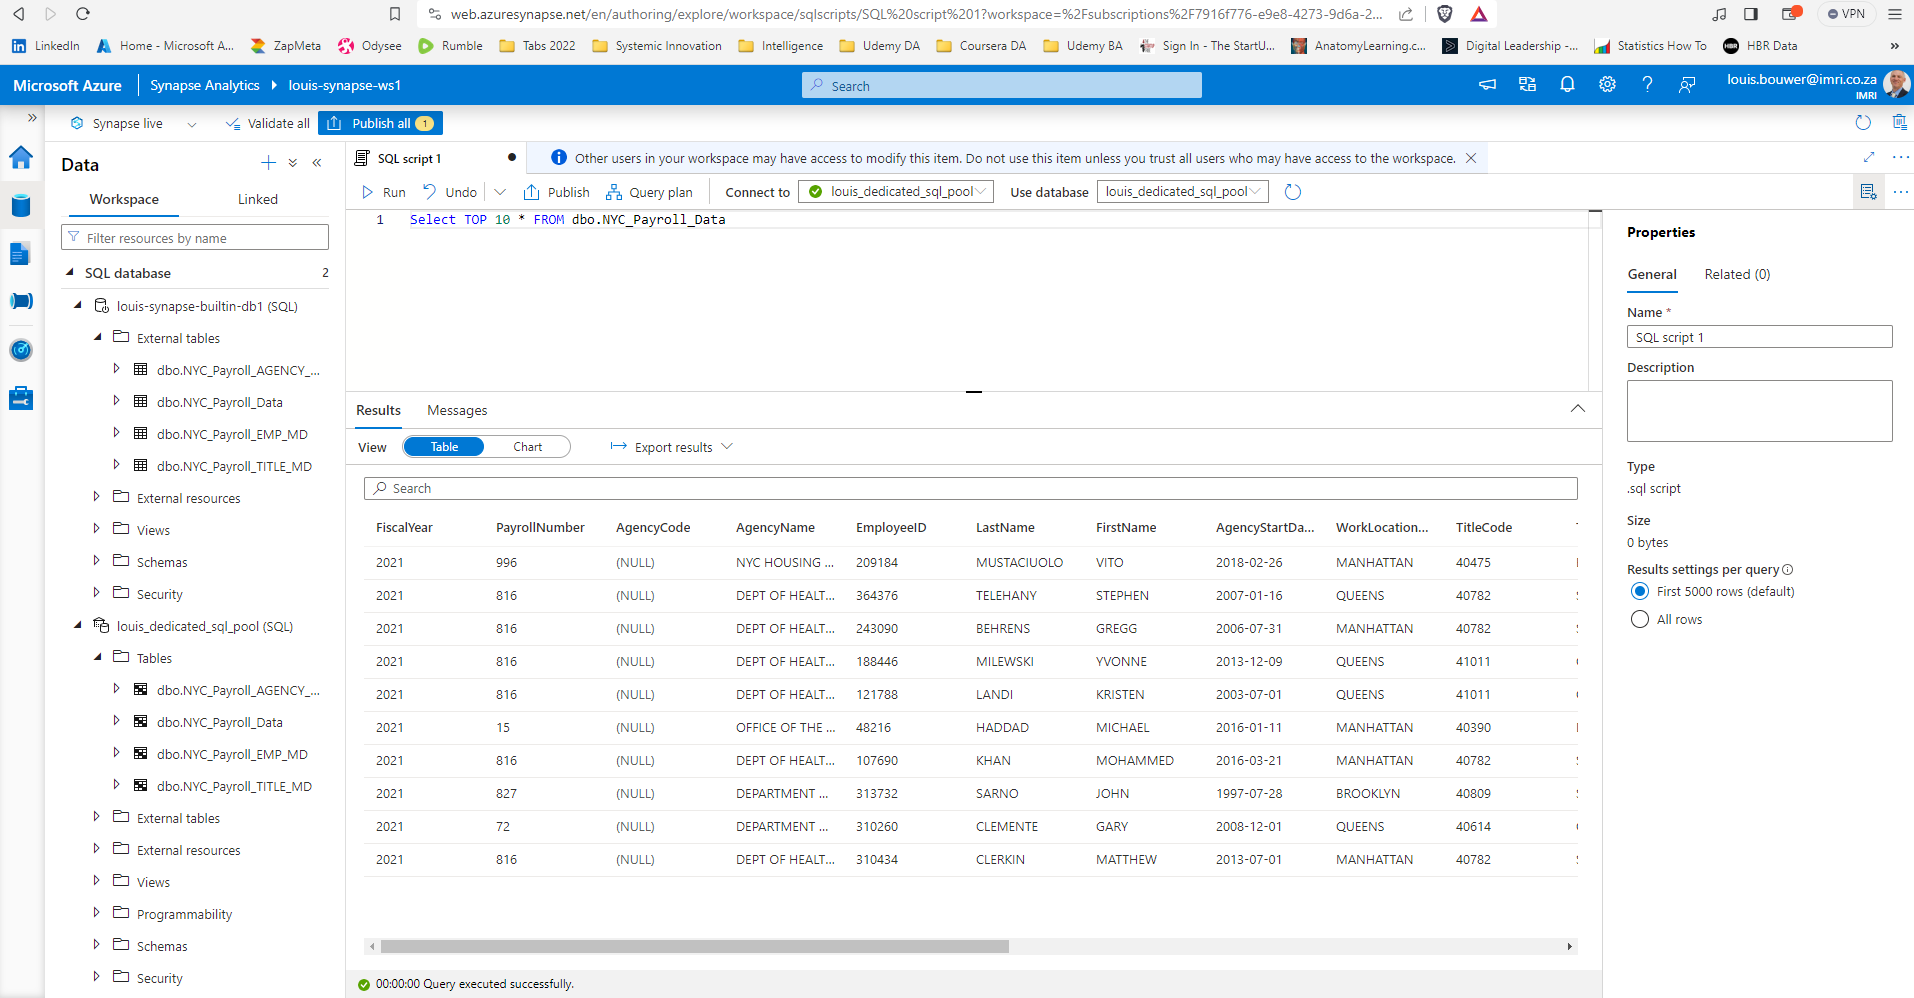 web.azuresynapse.net/en/authoring/explore/workspace/sqlscripts/SQL%20script%201?workspace=%2Fsubscriptions%2F7916f776-e9e8-4273-9d6a-2...
VPN
LinkedIn
Home - Microsoft A...
ZapMeta
Odysee
Rumble
Tabs 2022
Systemic Innovation
Intelligence
Udemy DA
Coursera DA
Udemy BA
Sign In - The StartU...
AnatomyLearning.c...
Digital Leadership -...
Statistics How To
HBR Data
Microsoft Azure
Synapse Analytics
louis-synapse-ws1
Search
louis.bouwer@imri.co.za
IMRI
Synapse live
Validate all
Publish all 1
Data
Workspace
Linked
Filter resources by name
SQL database 2
louis-synapse-builtin-db1 (SQL)
External tables
dbo.NYC_Payroll_AGENCY_...
dbo.NYC_Payroll_Data
dbo.NYC_Payroll_EMP_MD
dbo.NYC_Payroll_TITLE_MD
External resources
Views
Schemas
Security
louis_dedicated_sql_pool (SQL)
Tables
dbo.NYC_Payroll_AGENCY_...
dbo.NYC_Payroll_Data
dbo.NYC_Payroll_EMP_MD
dbo.NYC_Payroll_TITLE_MD
External tables
External resources
Views
Programmability
Schemas
Security
SQL script 1
Other users in your workspace may have access to modify this item. Do not use this item unless you trust all users who may have access to the workspace.
Run
Undo
Publish
Query plan
Connect to
louis_dedicated_sql_pool
Use database
louis_dedicated_sql_pool
1 Select TOP 10 * FROM dbo.NYC_Payroll_Data
Results
Messages
View
Table
Chart
Export results
Search
FiscalYear PayrollNumber AgencyCode AgencyName EmployeeID LastName FirstName AgencyStartDa... WorkLocation... TitleCode
2021 996 (NULL) NYC HOUSING ... 209184 MUSTACIUOLO VITO 2018-02-26 MANHATTAN 40475
2021 816 (NULL) DEPT OF HEALT... 364376 TELEHANY STEPHEN 2007-01-16 QUEENS 40782
2021 816 (NULL) DEPT OF HEALT... 243090 BEHRENS GREGG 2006-07-31 MANHATTAN 40782
2021 816 (NULL) DEPT OF HEALT... 188446 MILEWSKI YVONNE 2013-12-09 QUEENS 41011
2021 816 (NULL) DEPT OF HEALT... 121788 LANDI KRISTEN 2003-07-01 QUEENS 41011
2021 15 (NULL) OFFICE OF THE ... 48216 HADDAD MICHAEL 2016-01-11 MANHATTAN 40390
2021 816 (NULL) DEPT OF HEALT... 107690 KHAN MOHAMMED 2016-03-21 MANHATTAN 40782
2021 827 (NULL) DEPARTMENT ... 313732 SARNO JOHN 1997-07-28 BROOKLYN 40809
2021 72 (NULL) DEPARTMENT ... 310260 CLEMENTE GARY 2008-12-01 QUEENS 40614
2021 816 (NULL) DEPT OF HEALT... 310434 CLERKIN MATTHEW 2013-07-01 MANHATTAN 40782
00:00:00 Query executed successfully.
Properties
General
Related (0)
Name *
SQL script 1
Description
Type
.sql script
Size
0 bytes
Results settings per query
First 5000 rows (default)
All rows